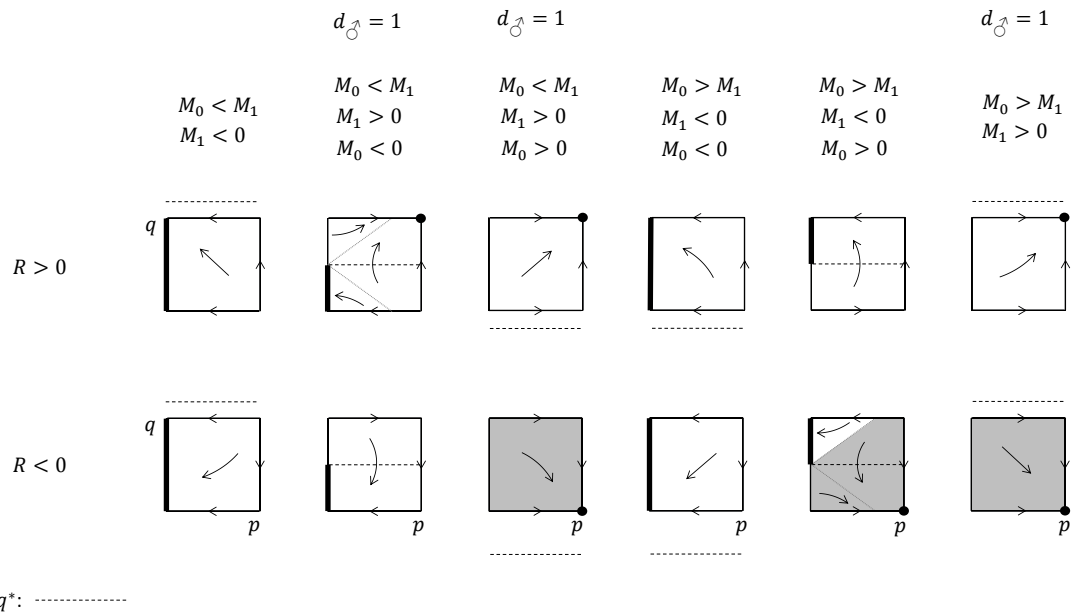 d♂ = 1 d♂ = 1 d♂ = 1
M₀ < M₁ M₀ < M₁ M₀ < M₁ M₀ > M₁ M₀ > M₁ M₀ > M₁
M₁ < 0 M₁ > 0 M₁ > 0 M₁ < 0 M₁ < 0 M₁ > 0
M₀ < 0 M₀ > 0 M₀ < 0 M₀ > 0
q
R > 0
q
R < 0
p p p p p p
q*: